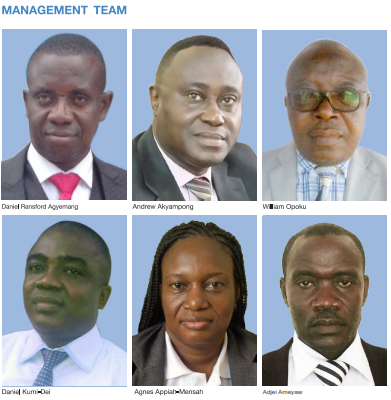 MANAGEMENT TEAM
Daniel Ransford Agyemang
Andrew Akyampong
William Opoku
Daniel Kumi-Dei
Agnes Appiah-Mensah
Adjei Ameyaw